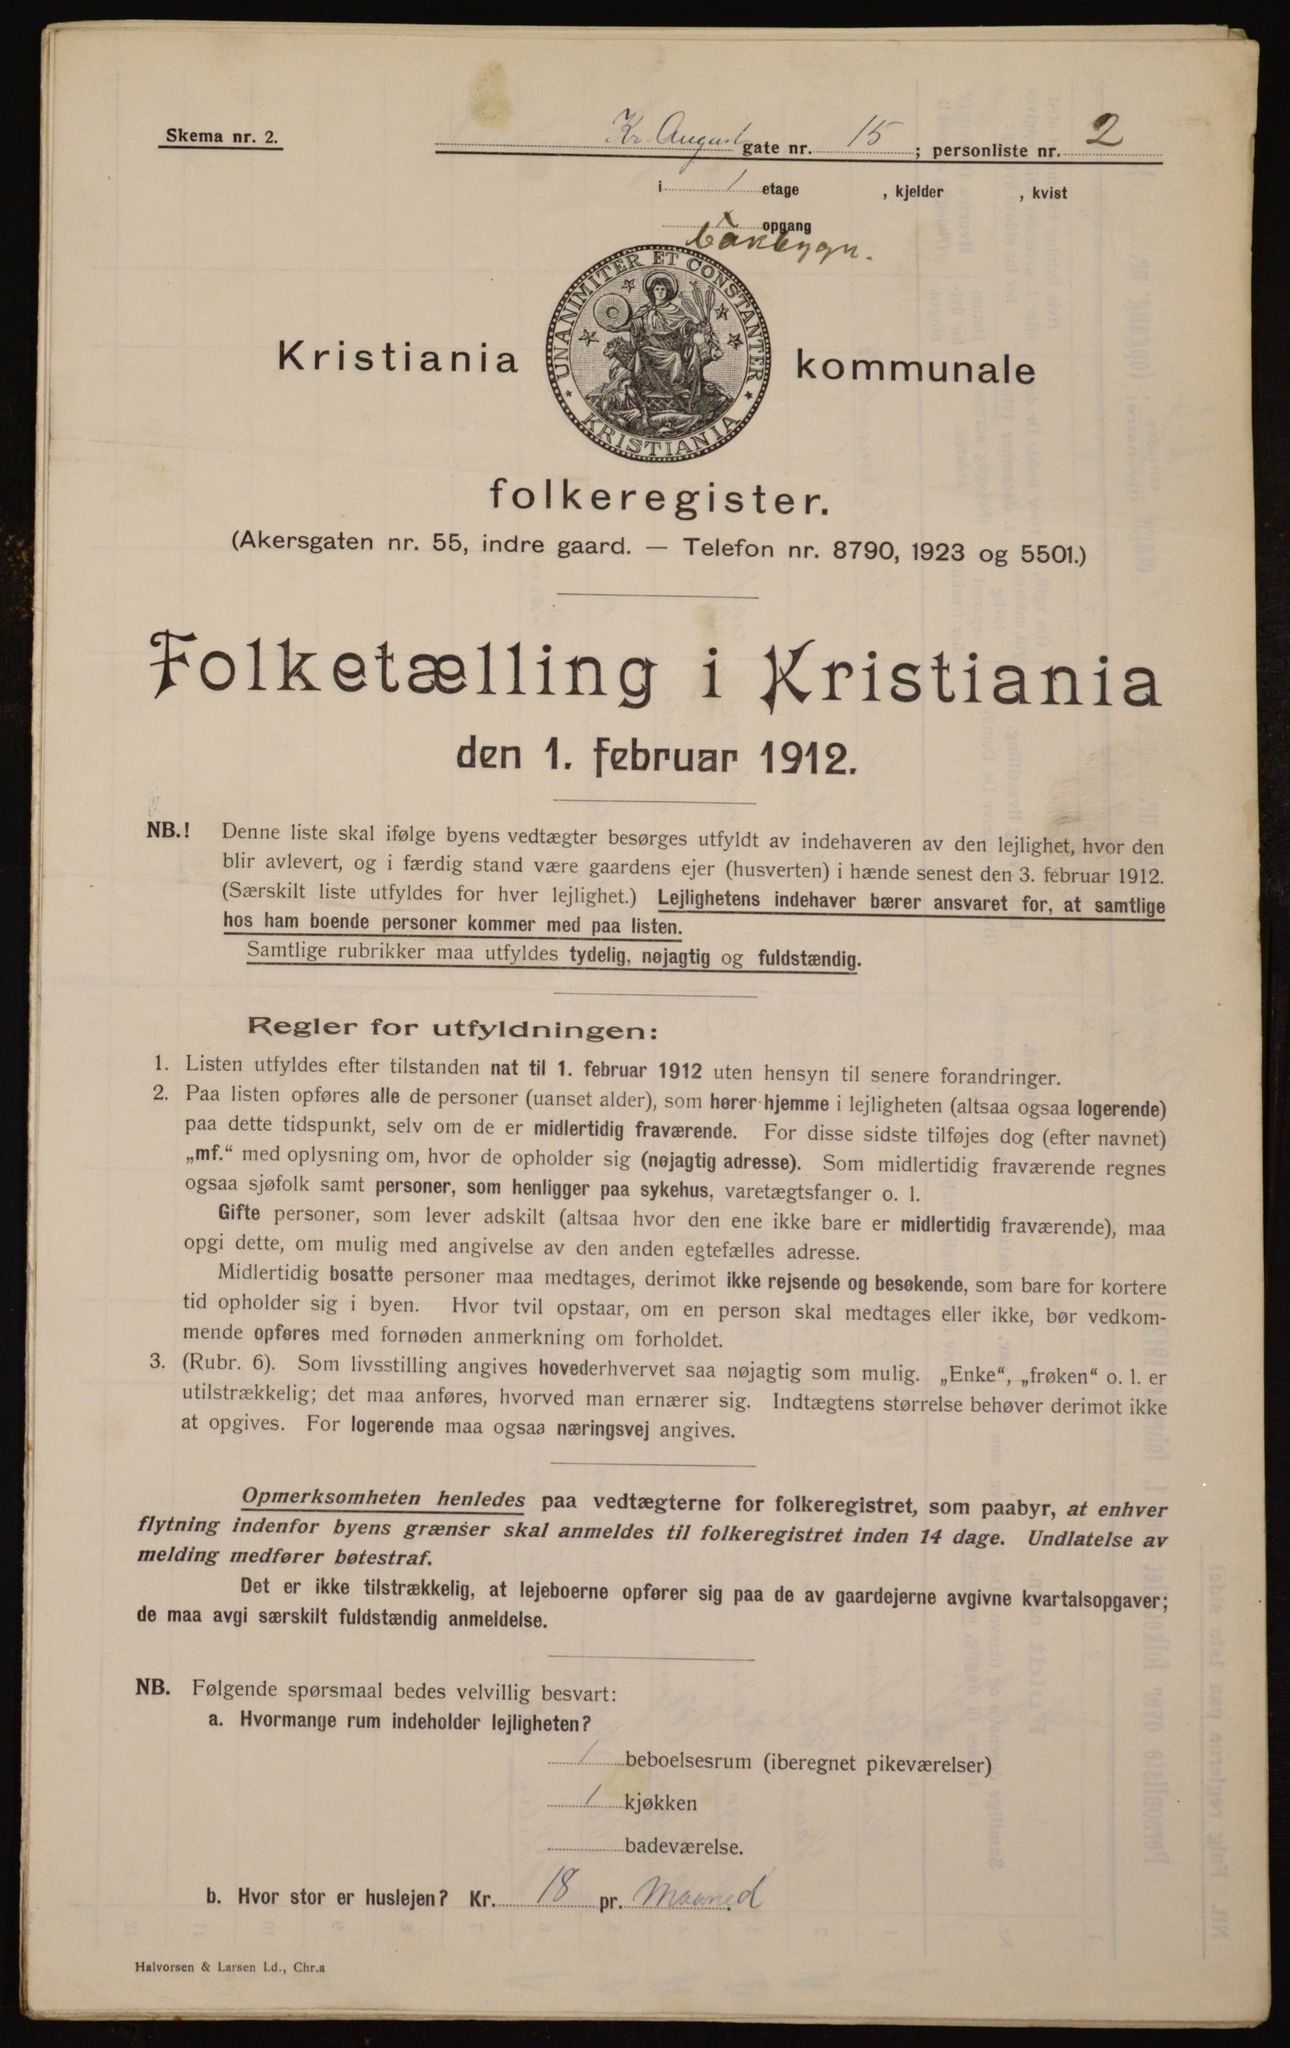 Skema nr. 2.
Kr. Augusts gate nr. 15; personliste nr. 2
i 1 etage , kjelder , kvist
opgang
Bakbygn.
UNANIMITER ET CONSTANTER
KRISTIANIA
Kristiania kommunale
folkeregister.
(Akersgaten nr. 55, indre gaard. — Telefon nr. 8790, 1923 og 5501.)
Folketælling i Kristiania
den 1. februar 1912.
NB.! Denne liste skal ifølge byens vedtægter besørges utfyldt av indehaveren av den lejlighet, hvor den
blir avlevert, og i færdig stand være gaardens ejer (husverten) i hænde senest den 3. februar 1912.
(Særskilt liste utfyldes for hver lejlighet.) Lejlighetens indehaver bærer ansvaret for, at samtlige
hos ham boende personer kommer med paa listen.
Samtlige rubrikker maa utfyldes tydelig, nøjagtig og fuldstændig.
Regler for utfyldningen:
1. Listen utfyldes efter tilstanden nat til 1. februar 1912 uten hensyn til senere forandringer.
2. Paa listen opføres alle de personer (uanset alder), som hører hjemme i lejligheten (altsaa ogsaa logerende)
paa dette tidspunkt, selv om de er midlertidig fraværende. For disse sidste tilføjes dog (efter navnet)
„mf.“ med oplysning om, hvor de opholder sig (nøjagtig adresse). Som midlertidig fraværende regnes
ogsaa sjøfolk samt personer, som henligger paa sykehus, varetægtsfanger o. l.
Gifte personer, som lever adskilt (altsaa hvor den ene ikke bare er midlertidig fraværende), maa
opgi dette, om mulig med angivelse av den anden egtefælles adresse.
Midlertidig bosatte personer maa medtages, derimot ikke rejsende og besøkende, som bare for kortere
tid opholder sig i byen. Hvor tvil opstaar, om en person skal medtages eller ikke, bør vedkom-
mende opføres med fornøden anmerkning om forholdet.
3. (Rubr. 6). Som livsstilling angives hovederhvervet saa nøjagtig som mulig. „Enke“, „frøken“ o. l. er
utilstrækkelig; det maa anføres, hvorved man ernærer sig. Indtægtens størrelse behøver derimot ikke
at opgives. For logerende maa ogsaa næringsvej angives.
Opmerksomheten henledes paa vedtægterne for folkeregistret, som paabyr, at enhver
flytning indenfor byens grænser skal anmeldes til folkeregistret inden 14 dage. Undlatelse av
melding medfører bøtestraf.
Det er ikke tilstrækkelig, at lejeboerne opfører sig paa de av gaardejerne avgivne kvartalsopgaver;
de maa avgi særskilt fuldstændig anmeldelse.
NB. Følgende spørsmaal bedes velvillig besvart:
a. Hvormange rum indeholder lejligheten?
1 beboelsesrum (iberegnet pikeværelser)
1 kjøkken
badeværelse.
b. Hvor stor er huslejen? Kr. 18 pr. Maaned
Halvorsen & Larsen Ld., Chr.a